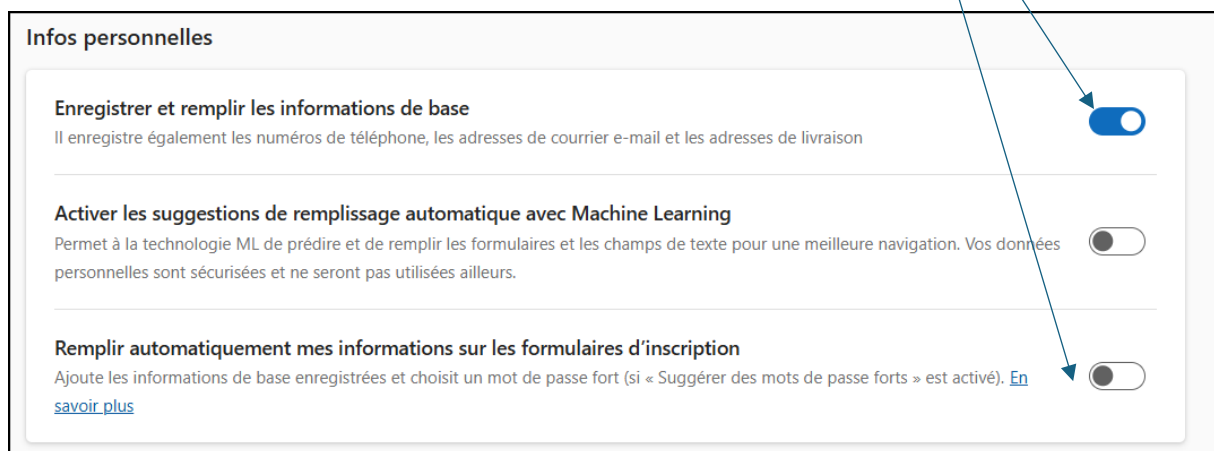 Infos personnelles
Enregistrer et remplir les informations de base
Il enregistre également les numéros de téléphone, les adresses de courrier e-mail et les adresses de livraison
Activer les suggestions de remplissage automatique avec Machine Learning
Permet à la technologie ML de prédire et de remplir les formulaires et les champs de texte pour une meilleure navigation. Vos données
personnelles sont sécurisées et ne seront pas utilisées ailleurs.
Remplir automatiquement mes informations sur les formulaires d’inscription
Ajoute les informations de base enregistrées et choisit un mot de passe fort (si « Suggérer des mots de passe forts » est activé). En
savoir plus